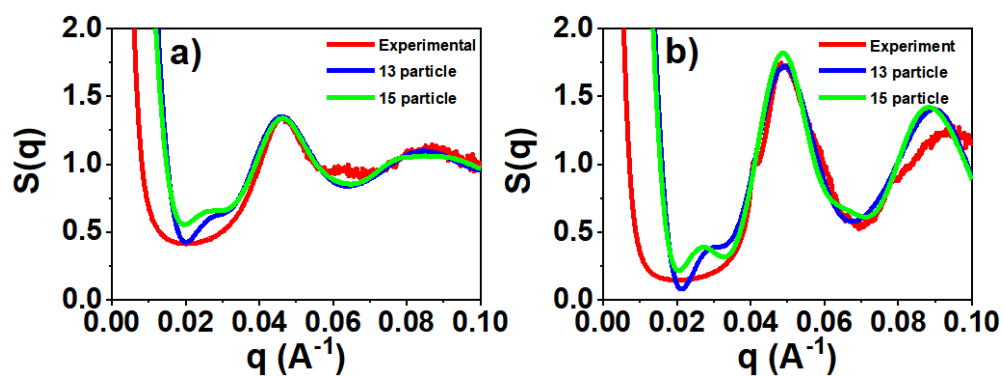 a)
Experimental
13 particle
15 particle
S(q)
2.0
1.5
1.0
0.5
0.0
0.00 0.02 0.04 0.06 0.08 0.10
q (A⁻¹)
b)
Experiment
13 particle
15 particle
S(q)
2.0
1.5
1.0
0.5
0.0
0.00 0.02 0.04 0.06 0.08 0.10
q (A⁻¹)